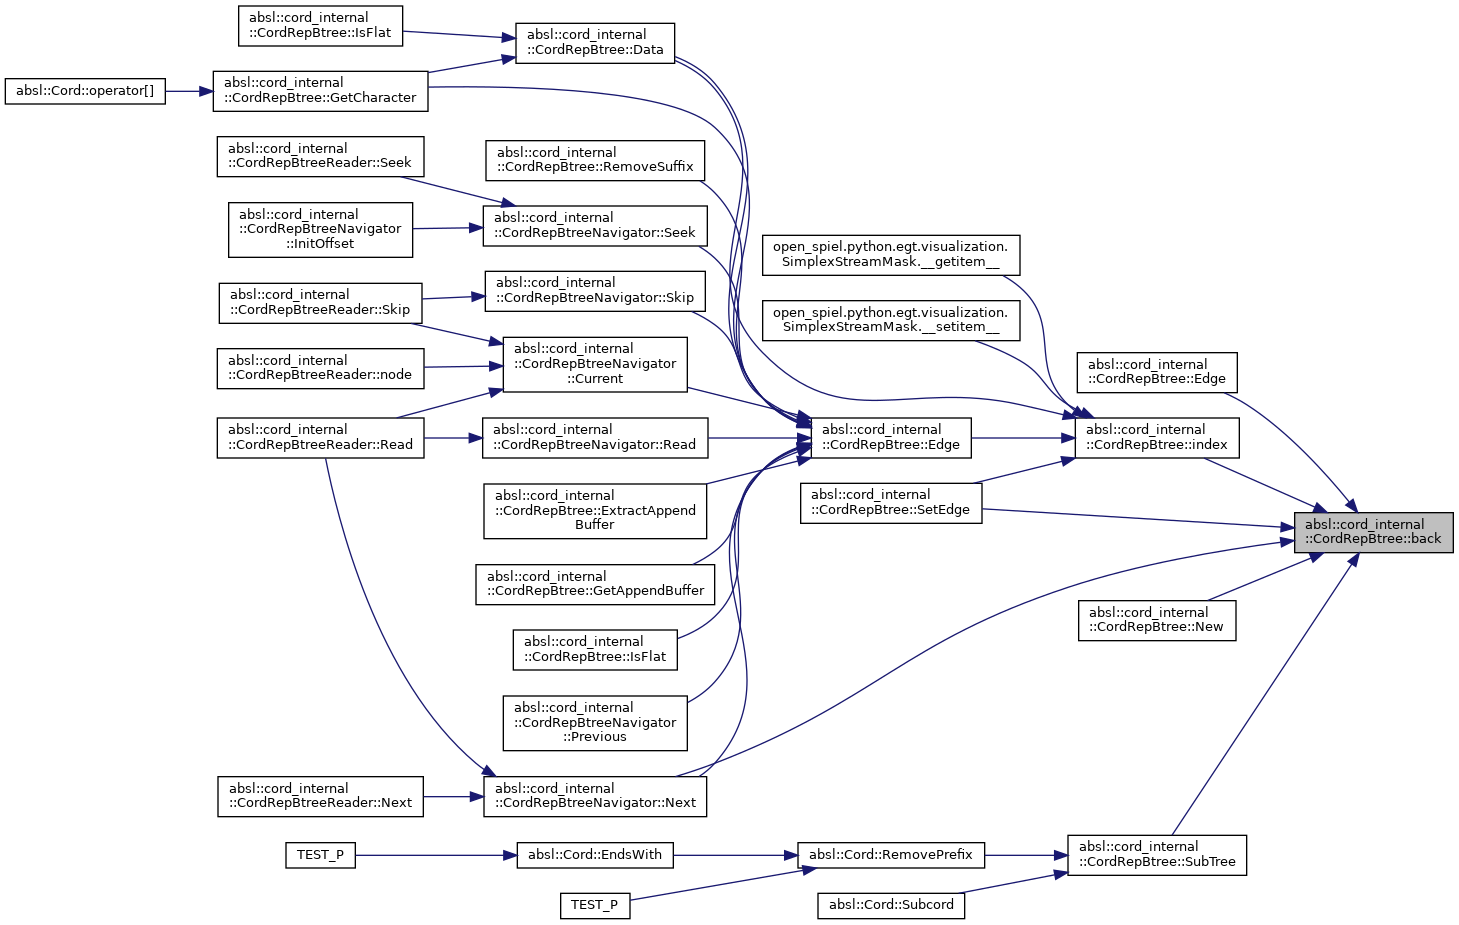 absl::cord_internal
::CordRepBtree::IsFlat
absl::cord_internal
::CordRepBtree::Data
absl::Cord::operator[]
absl::cord_internal
::CordRepBtree::GetCharacter
absl::cord_internal
::CordRepBtreeReader::Seek
absl::cord_internal
::CordRepBtree::RemoveSuffix
absl::cord_internal
::CordRepBtreeNavigator
::InitOffset
absl::cord_internal
::CordRepBtreeNavigator::Seek
open_spiel.python.egt.visualization.
SimplexStreamMask.__getitem__
absl::cord_internal
::CordRepBtreeReader::Skip
absl::cord_internal
::CordRepBtreeNavigator::Skip
open_spiel.python.egt.visualization.
SimplexStreamMask.__setitem__
absl::cord_internal
::CordRepBtreeReader::node
absl::cord_internal
::CordRepBtreeNavigator
::Current
absl::cord_internal
::CordRepBtree::Edge
absl::cord_internal
::CordRepBtreeReader::Read
absl::cord_internal
::CordRepBtreeNavigator::Read
absl::cord_internal
::CordRepBtree::Edge
absl::cord_internal
::CordRepBtree::index
absl::cord_internal
::CordRepBtree::ExtractAppend
Buffer
absl::cord_internal
::CordRepBtree::SetEdge
absl::cord_internal
::CordRepBtree::back
absl::cord_internal
::CordRepBtree::GetAppendBuffer
absl::cord_internal
::CordRepBtree::New
absl::cord_internal
::CordRepBtree::IsFlat
absl::cord_internal
::CordRepBtreeNavigator
::Previous
absl::cord_internal
::CordRepBtreeReader::Next
absl::cord_internal
::CordRepBtreeNavigator::Next
TEST_P
absl::Cord::EndsWith
absl::Cord::RemovePrefix
absl::cord_internal
::CordRepBtree::SubTree
TEST_P
absl::Cord::Subcord